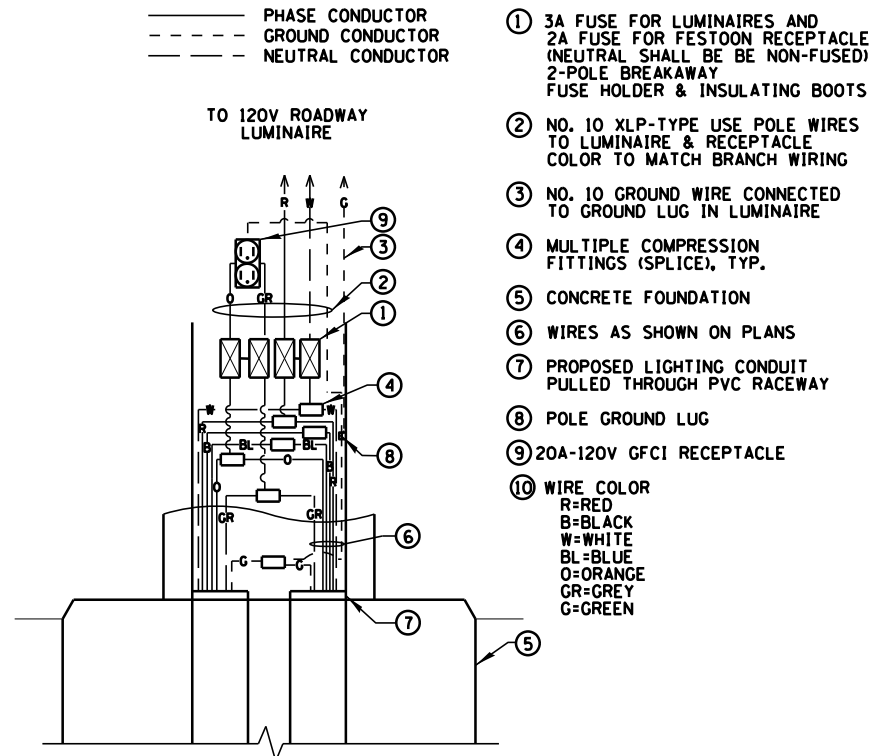 PHASE CONDUCTOR
GROUND CONDUCTOR
NEUTRAL CONDUCTOR
TO 120V ROADWAY
LUMINAIRE
R W G
9
3
2
O GR
1
4
W W
R G
B BL BL
8
O B
O R
GR GR
6
G G
7
5
1 3A FUSE FOR LUMINAIRES AND
2A FUSE FOR FESTOON RECEPTACLE
(NEUTRAL SHALL BE BE NON-FUSED)
2-POLE BREAKAWAY
FUSE HOLDER & INSULATING BOOTS
2 NO. 10 XLP-TYPE USE POLE WIRES
TO LUMINAIRE & RECEPTACLE
COLOR TO MATCH BRANCH WIRING
3 NO. 10 GROUND WIRE CONNECTED
TO GROUND LUG IN LUMINAIRE
4 MULTIPLE COMPRESSION
FITTINGS (SPLICE), TYP.
5 CONCRETE FOUNDATION
6 WIRES AS SHOWN ON PLANS
7 PROPOSED LIGHTING CONDUIT
PULLED THROUGH PVC RACEWAY
8 POLE GROUND LUG
9 20A-120V GFCI RECEPTACLE
10 WIRE COLOR
R=RED
B=BLACK
W=WHITE
BL=BLUE
O=ORANGE
GR=GREY
G=GREEN